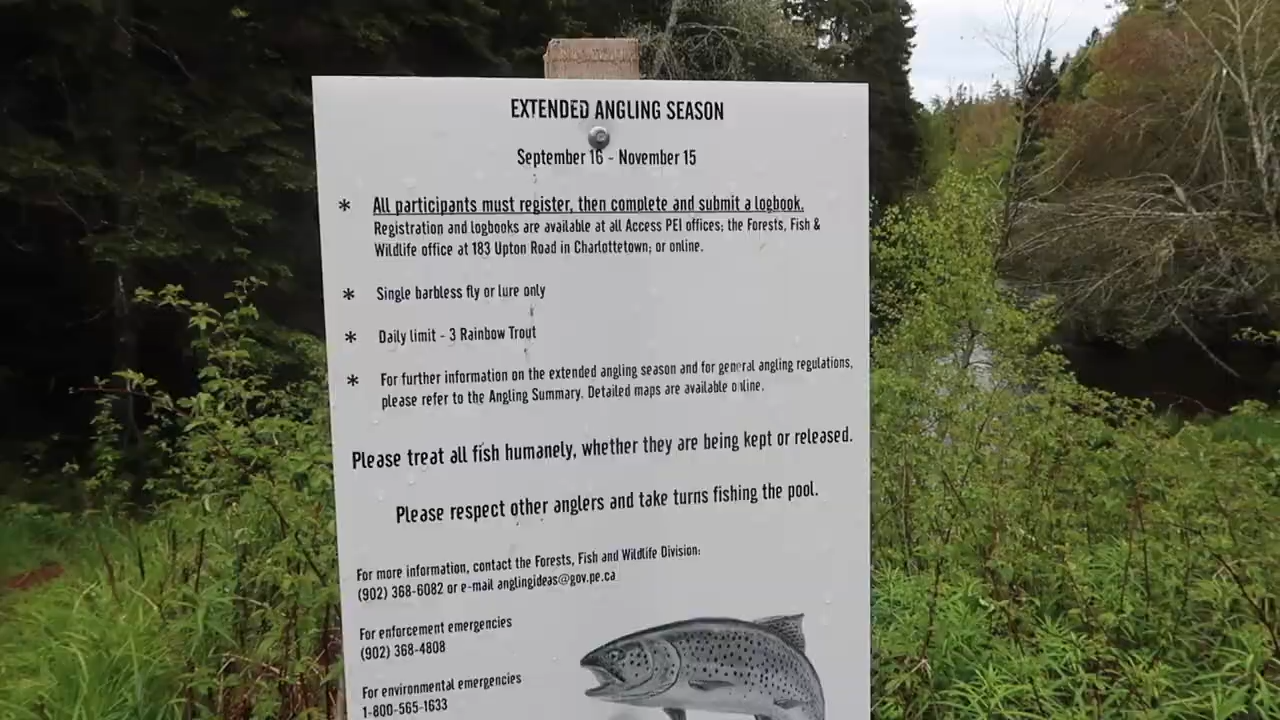 EXTENDED ANGLING SEASON
September 16 - November 15
* All participants must register, then complete and submit a logbook.
Registration and logbooks are available at all Access PEI offices; the Forests, Fish &
Wildlife office at 183 Upton Road in Charlottetown; or online.
* Single barbless fly or lure only
* Daily limit - 3 Rainbow Trout
* For further information on the extended angling season and for general angling regulations,
please refer to the Angling Summary. Detailed maps are available online.
Please treat all fish humanely, whether they are being kept or released.
Please respect other anglers and take turns fishing the pool.
For more information, contact the Forests, Fish and Wildlife Division:
(902) 368-6082 or e-mail anglingideas@gov.pe.ca
For enforcement emergencies
(902) 368-4808
For environmental emergencies
1-800-565-1633